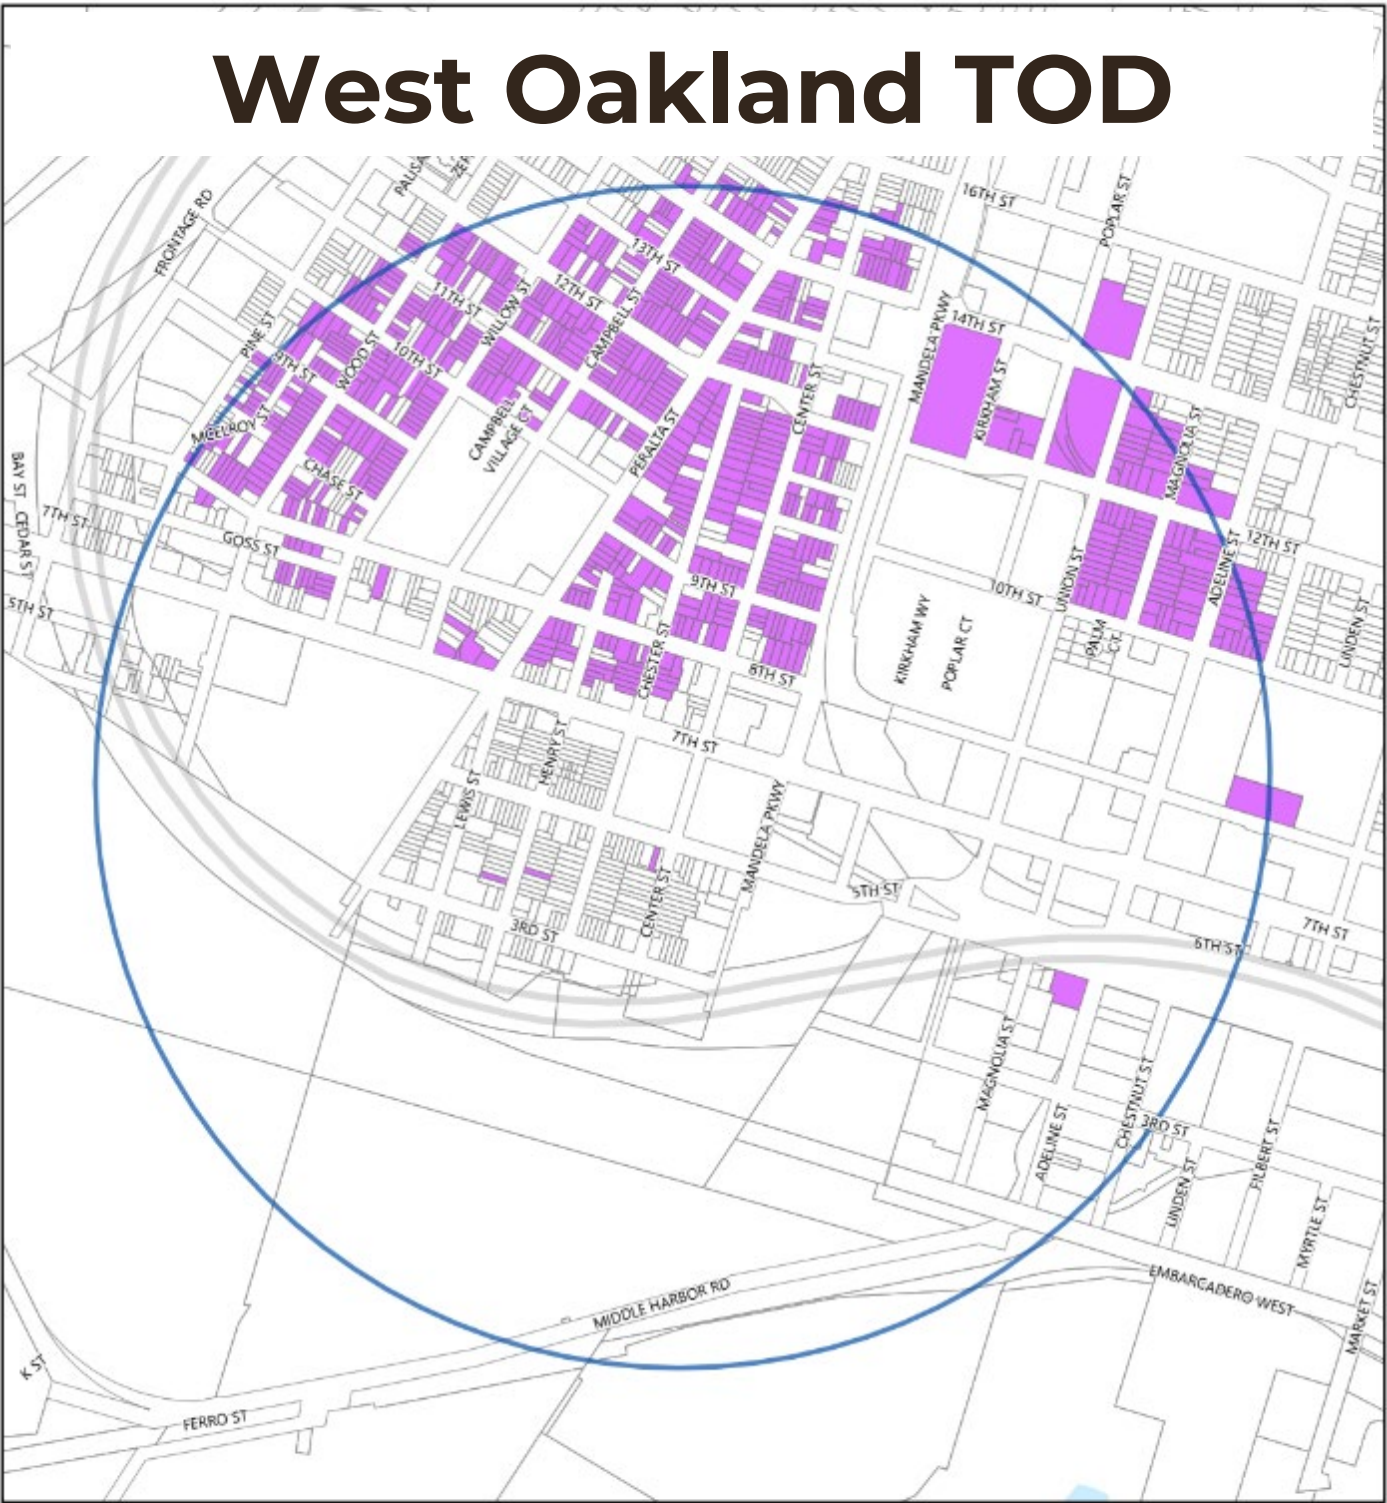 West Oakland TOD
16TH ST
POPLAR ST
FRONTAGE RD
13TH ST
12TH ST
11TH ST
WILLOW ST
CAMPBELL ST
MANDELA PKWY
14TH ST
CHESTNUT ST
PINE ST
9TH ST
WOOD ST
10TH ST
KIRKHAM ST
CENTER ST
MCELROY ST
CAMPBELL
VILLAGE CT
PERALTA ST
MAGNOLIA ST
CHASE ST
BAY ST
CEDAR ST
7TH ST
GOSS ST
12TH ST
ADELINE ST
UNION ST
10TH ST
9TH ST
5TH ST
KIRKHAM WY
POPLAR CT
PALM
CT
LINDEN ST
CHESTER ST
8TH ST
7TH ST
HENRY ST
LEWIS ST
MANDELA PKWY
5TH ST
CENTER ST
3RD ST
6TH ST
7TH ST
MAGNOLIA ST
CHESTNUT ST
ADELINE ST
3RD ST
FILBERT ST
LINDEN ST
MYRTLE ST
EMBARCADERO WEST
MARKET ST
MIDDLE HARBOR RD
K ST
FERRO ST